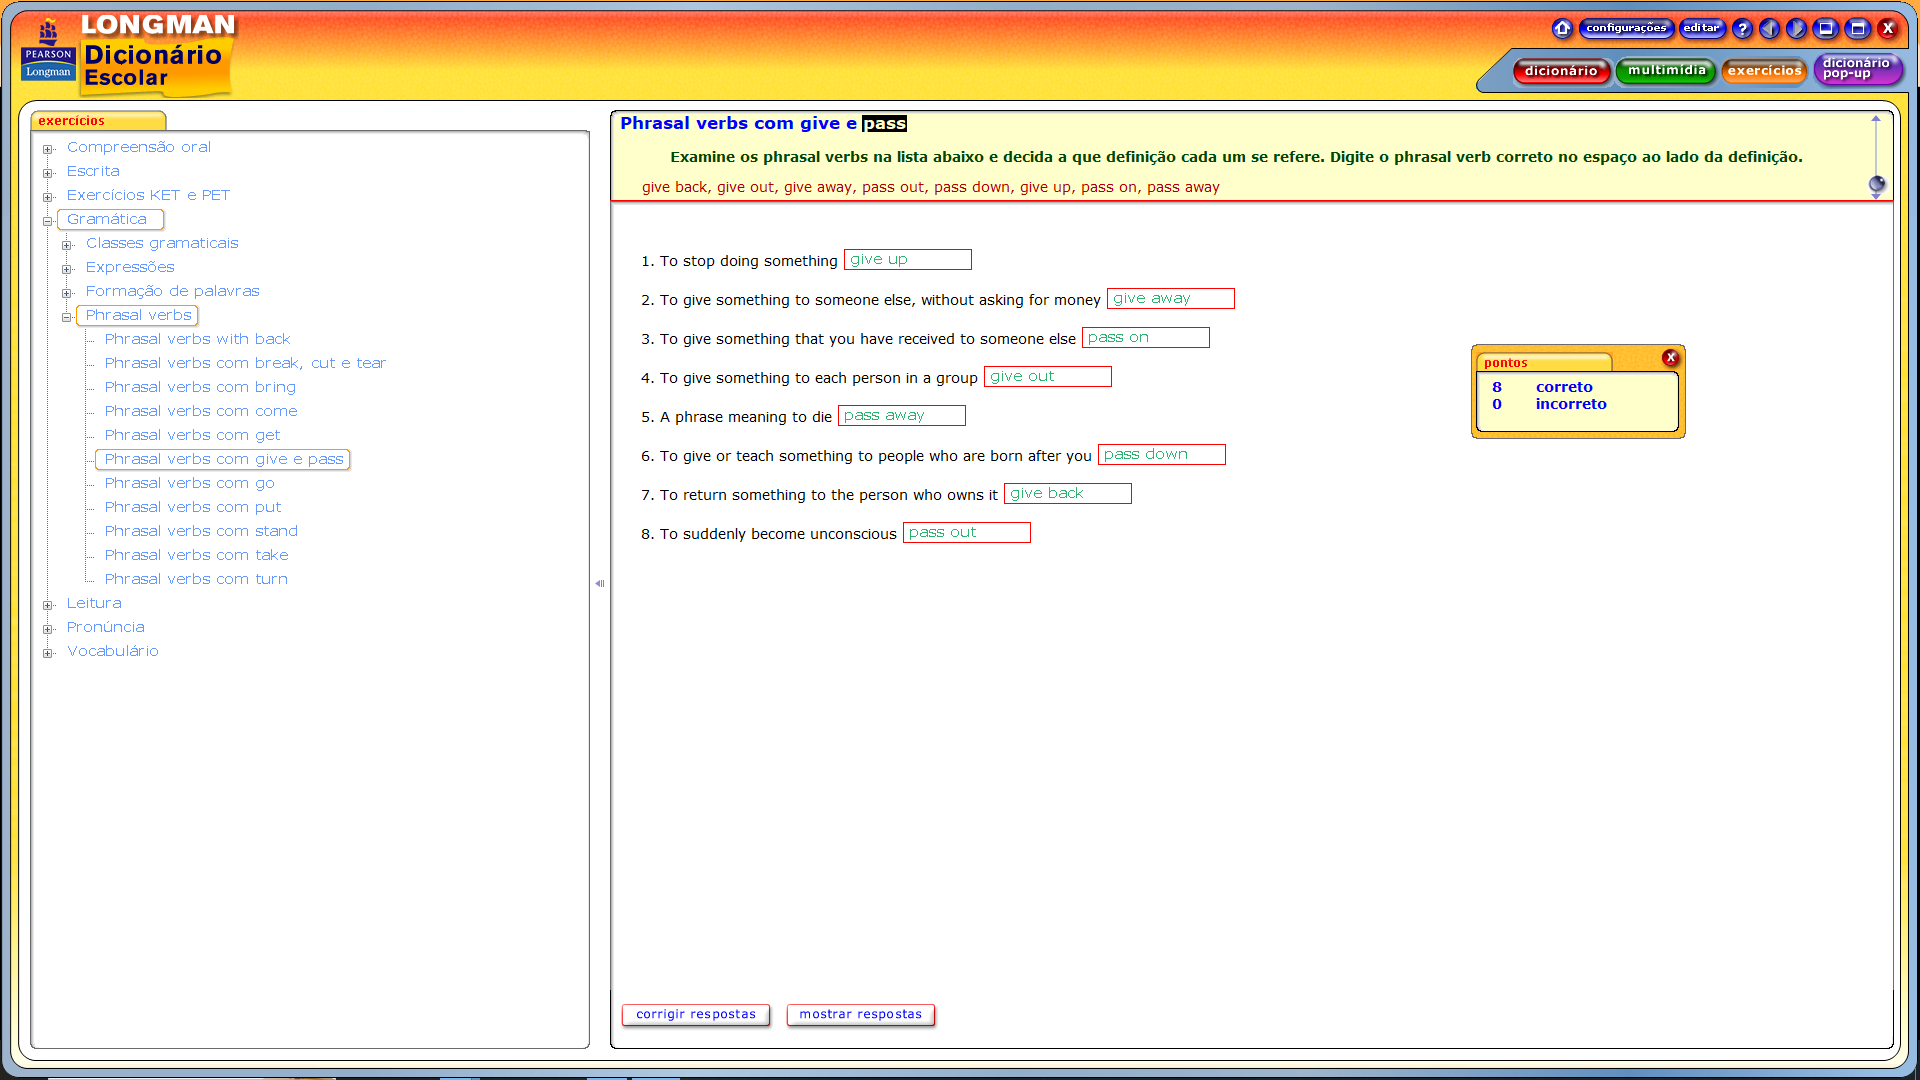 LONGMAN
Dicionário
Escolar
PEARSON
Longman
configurações
editar
?
X
dicionário
multimídia
exercícios
dicionário
pop-up
exercícios
Compreensão oral
Escrita
Exercícios KET e PET
Gramática
Classes gramaticais
Expressões
Formação de palavras
Phrasal verbs
Phrasal verbs with back
Phrasal verbs com break, cut e tear
Phrasal verbs com bring
Phrasal verbs com come
Phrasal verbs com get
Phrasal verbs com give e pass
Phrasal verbs com go
Phrasal verbs com put
Phrasal verbs com stand
Phrasal verbs com take
Phrasal verbs com turn
Leitura
Pronúncia
Vocabulário
Phrasal verbs com give e pass
Examine os phrasal verbs na lista abaixo e decida a que definição cada um se refere. Digite o phrasal verb correto no espaço ao lado da definição.
give back, give out, give away, pass out, pass down, give up, pass on, pass away
1. To stop doing something give up
2. To give something to someone else, without asking for money give away
3. To give something that you have received to someone else pass on
4. To give something to each person in a group give out
5. A phrase meaning to die pass away
6. To give or teach something to people who are born after you pass down
7. To return something to the person who owns it give back
8. To suddenly become unconscious pass out
pontos
X
8 correto
0 incorreto
corrigir respostas
mostrar respostas